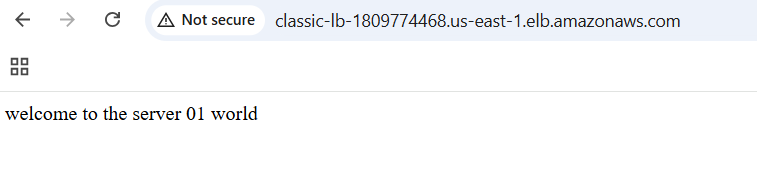 Not secure classic-lb-1809774468.us-east-1.elb.amazonaws.com
welcome to the server 01 world